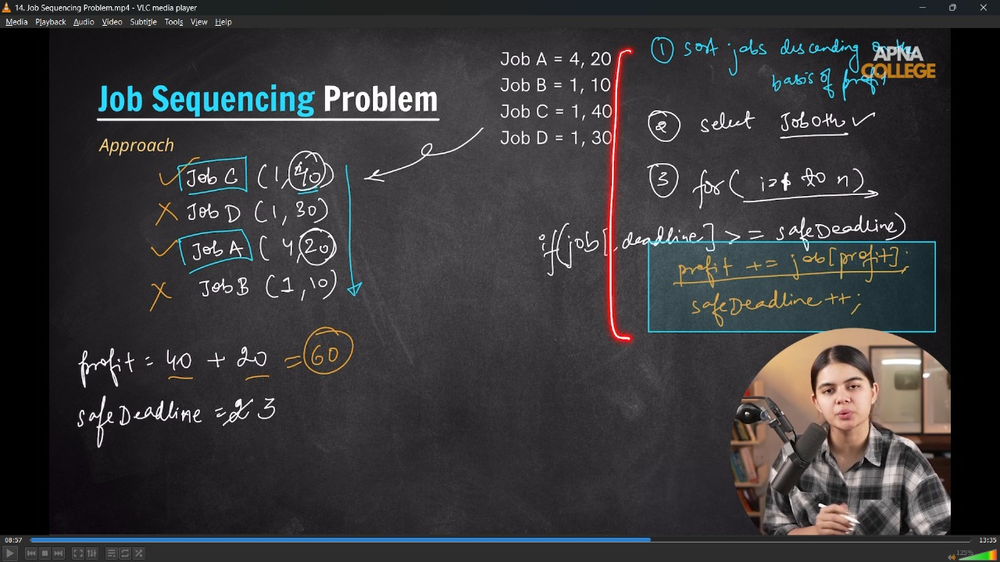 14. Job Sequencing Problem.mp4 - VLC media player
Media Playback Audio Video Subtitle Tools View Help
Job Sequencing Problem
Approach
Job C (1, 40)
Job D (1, 30)
Job A (4, 20)
Job B (1, 10)
profit = 40 + 20 = 60
safeDeadline = 2 3
Job A = 4, 20
Job B = 1, 10
Job C = 1, 40
Job D = 1, 30
1 sort jobs descending on the
basis of profit
APNA
COLLEGE
2 select Job 0th ✓
3 for( i=1 to n)
if(job[.deadline] >= safeDeadline)
profit += job[profit];
safeDeadline++;
08:57
13:35
125%